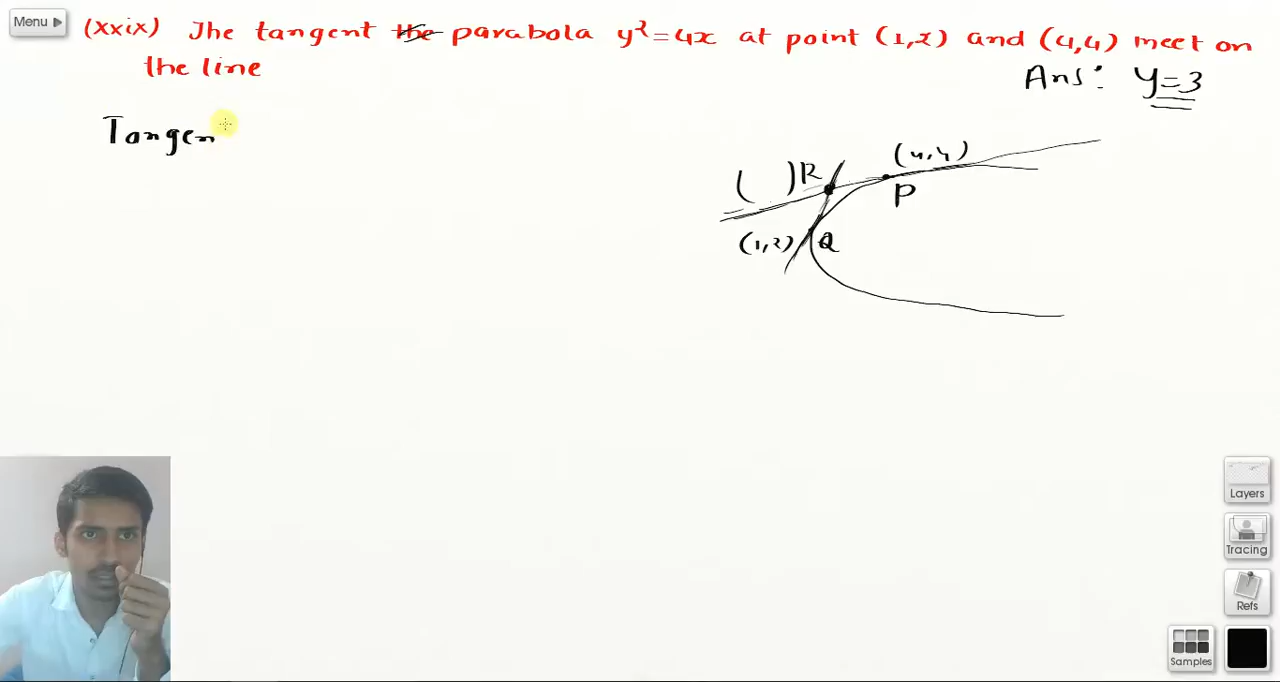 Menu
(xxix) The tangent the parabola y²=4x at point (1,2) and (4,4) meet on
the line
Ans: y=3
Tangen
(4,4)
( ) R
P
(1,2) Q
Layers
Tracing
Refs
Samples